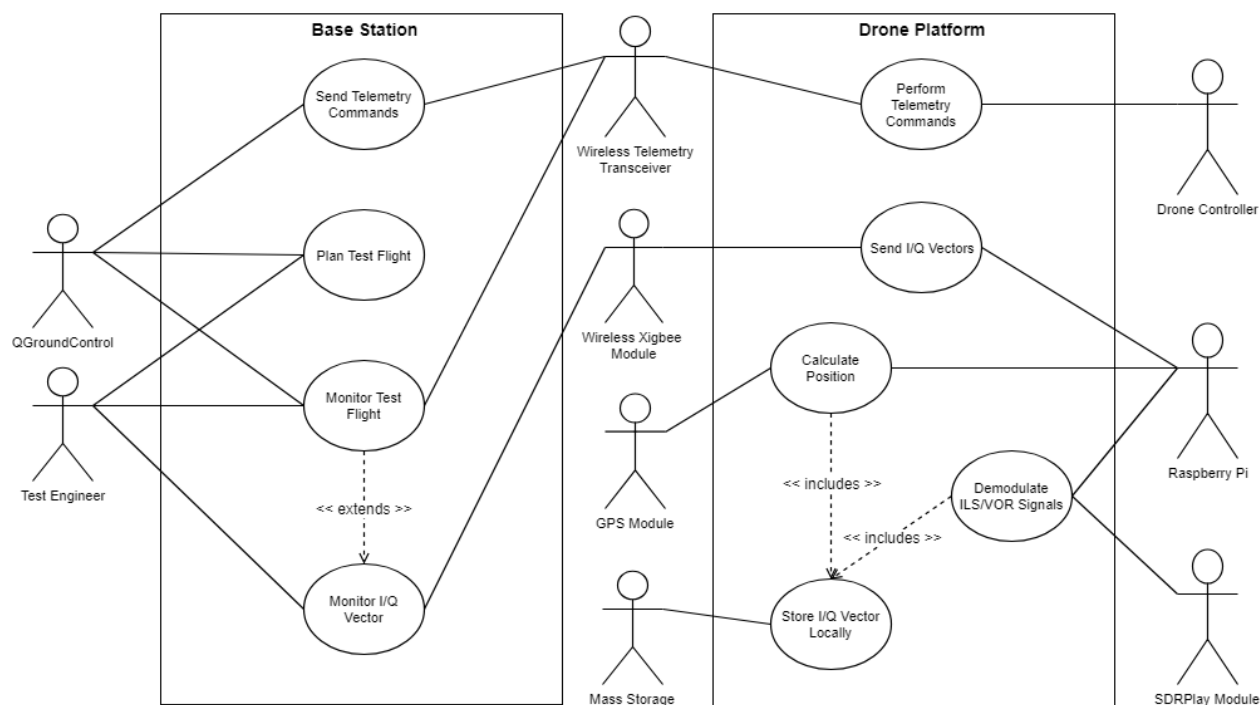 Base Station
Drone Platform
Send Telemetry
Commands
Perform
Telemetry
Commands
Wireless Telemetry
Transceiver
Drone Controller
Plan Test Flight
Send I/Q Vectors
QGroundControl
Wireless Xigbee
Module
Calculate
Position
Monitor Test
Flight
Test Engineer
Raspberry Pi
<< extends >>
<< includes >>
Demodulate
ILS/VOR Signals
GPS Module
<< includes >>
Monitor I/Q
Vector
Store I/Q Vector
Locally
Mass Storage
SDRPlay Module